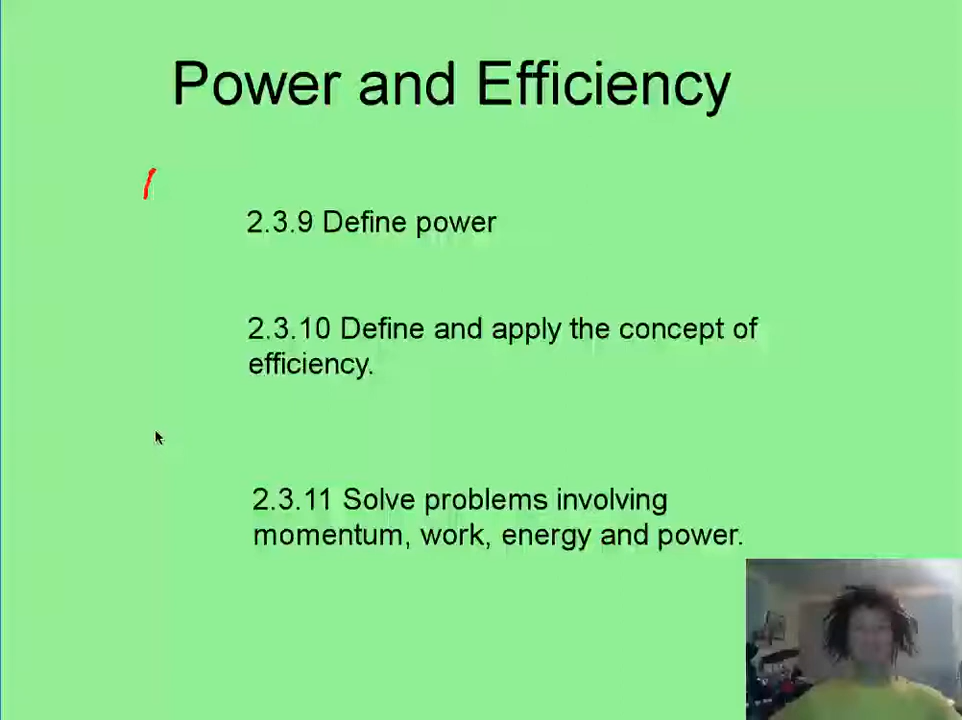 Power and Efficiency
2.3.9 Define power
2.3.10 Define and apply the concept of
efficiency.
2.3.11 Solve problems involving
momentum, work, energy and power.